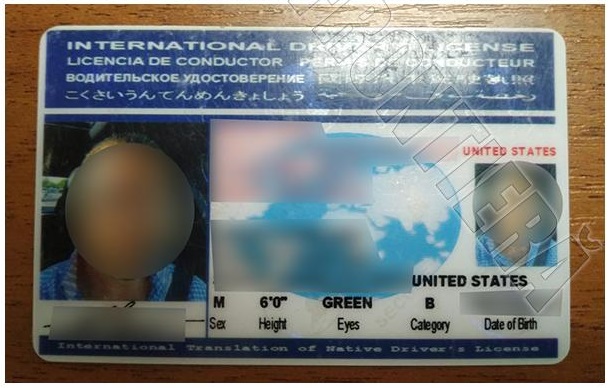 INTERNATIONAL DRIVER LICENSE
LICENCIA DE CONDUCTOR PERMIS DE CONDUCTEUR
ВОДИТЕЛЬСКОЕ УДОСТОВЕРЕНИЕ
こくさいうんてんめんきょしょう
UNITED STATES
UNITED STATES
M 6'0" GREEN B
Sex Height Eyes Category Date of Birth
International Translation of Native Driver's License